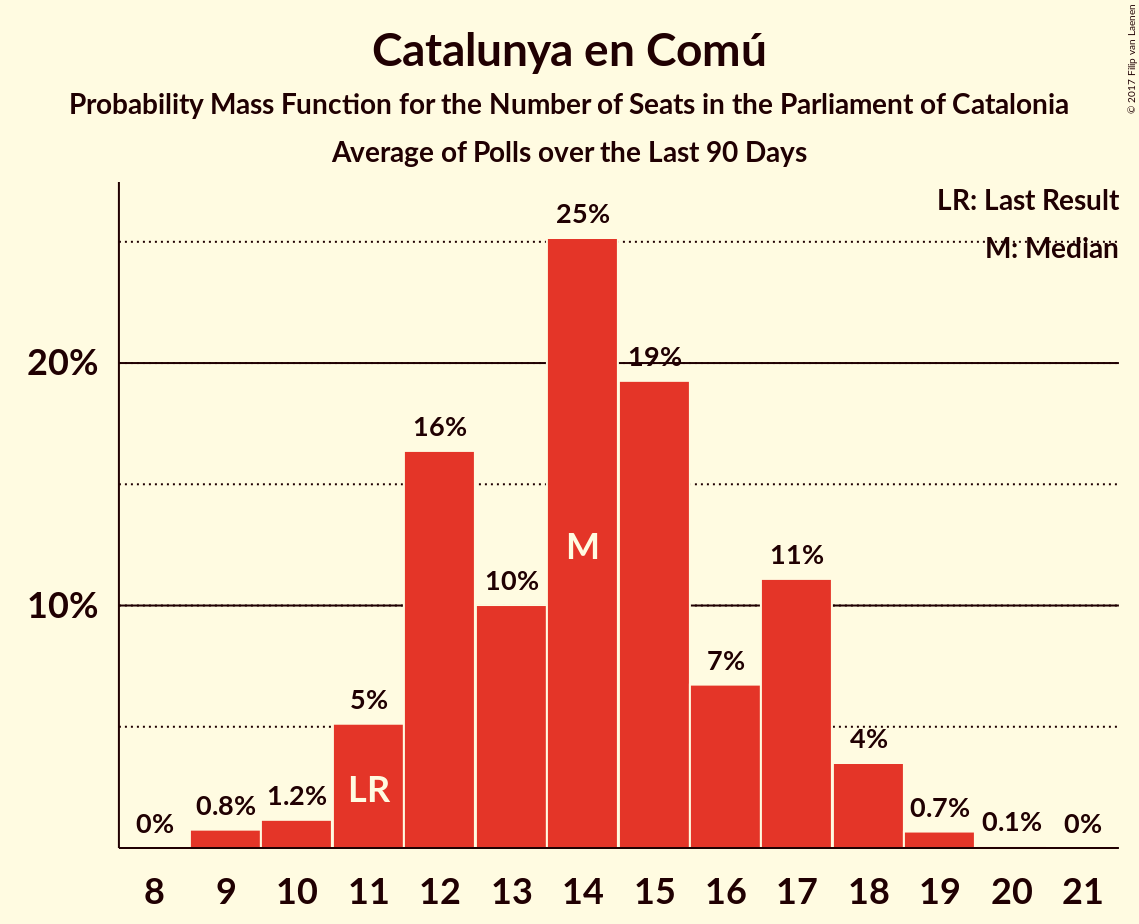 Catalunya en Comú
Probability Mass Function for the Number of Seats in the Parliament of Catalonia
Average of Polls over the Last 90 Days
© 2017 Filip van Laenen
LR: Last Result
M: Median
20%
10%
0%
0.8%
1.2%
5%
16%
10%
25%
19%
7%
11%
4%
0.7%
0.1%
0%
LR
M
8 9 10 11 12 13 14 15 16 17 18 19 20 21